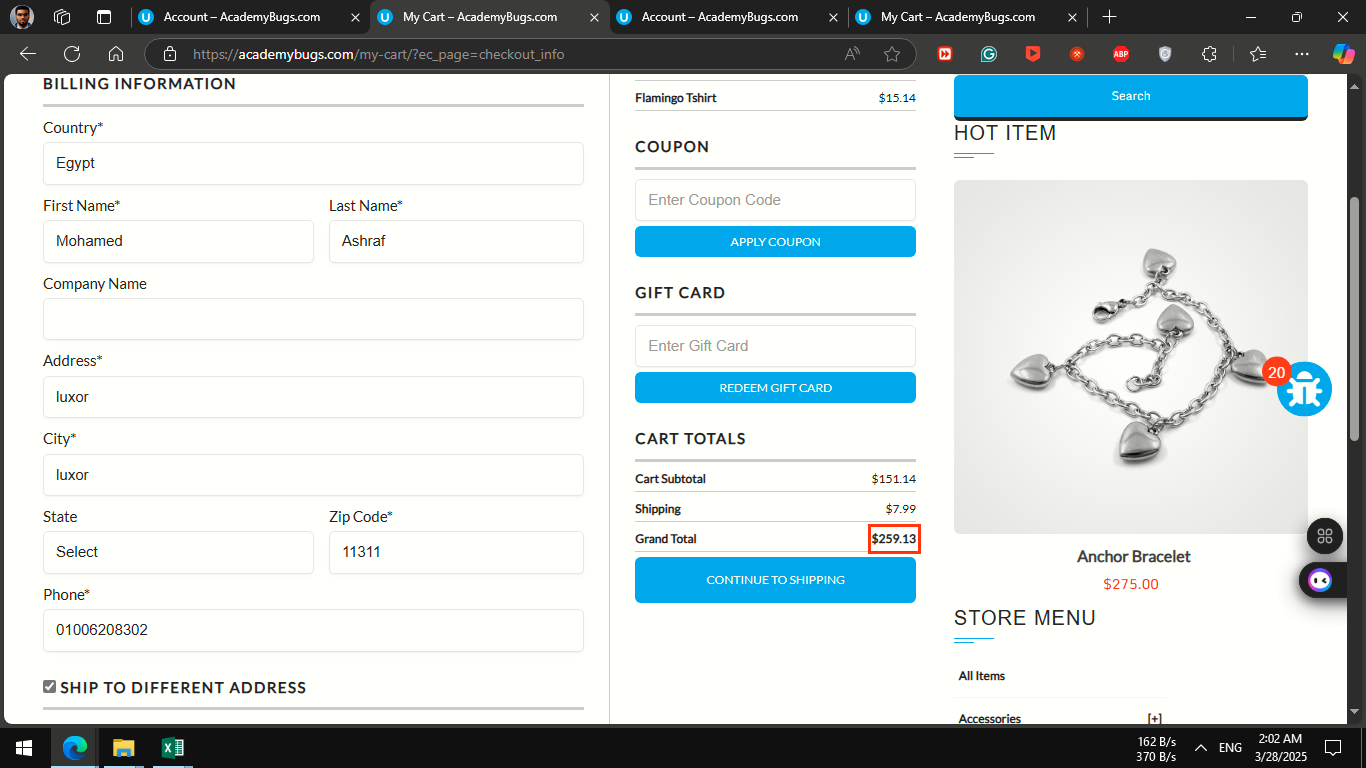 Account – AcademyBugs.com
My Cart – AcademyBugs.com
Account – AcademyBugs.com
My Cart – AcademyBugs.com
https://academybugs.com/my-cart/?ec_page=checkout_info
ABP
BILLING INFORMATION
Country*
Egypt
First Name*
Last Name*
Mohamed
Ashraf
Company Name
Address*
luxor
City*
luxor
State
Zip Code*
Select
11311
Phone*
01006208302
SHIP TO DIFFERENT ADDRESS
Flamingo Tshirt $15.14
COUPON
Enter Coupon Code
APPLY COUPON
GIFT CARD
Enter Gift Card
REDEEM GIFT CARD
CART TOTALS
Cart Subtotal $151.14
Shipping $7.99
Grand Total $259.13
CONTINUE TO SHIPPING
Search
HOT ITEM
20
Anchor Bracelet
$275.00
STORE MENU
All Items
Accessories [+]
162 B/s
370 B/s
ENG
2:02 AM
3/28/2025